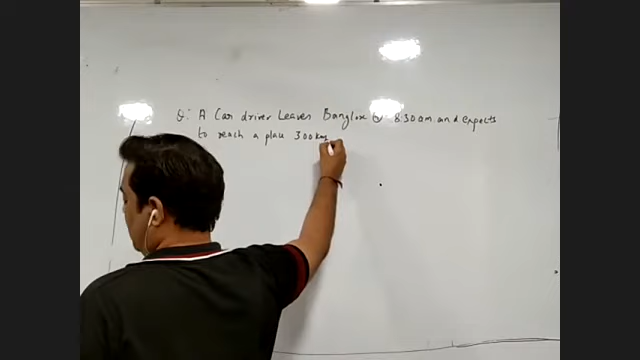 Q: A Car driver Leaves Banglore @ 8.30 am and expects
to reach a place 300 km